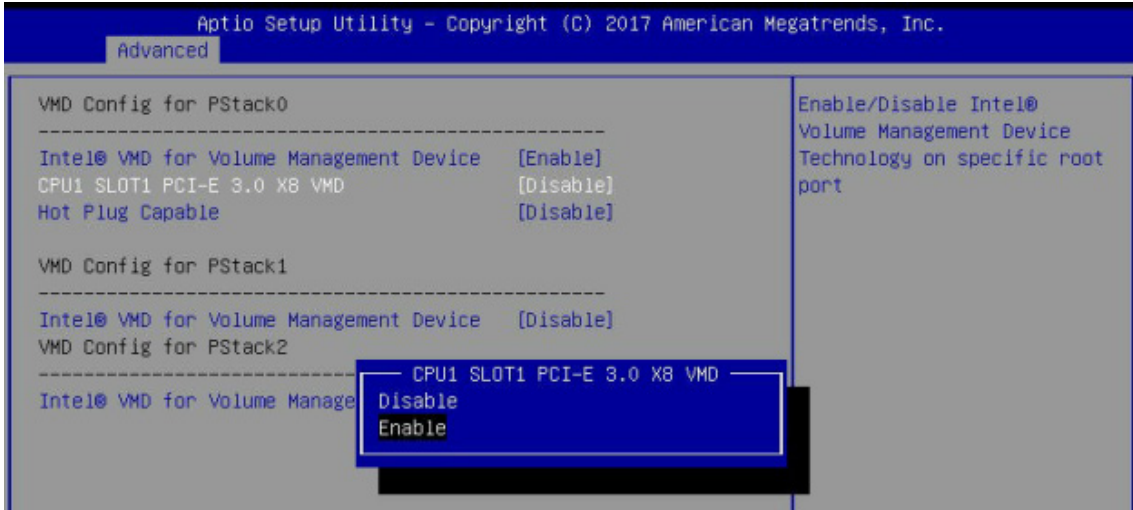 Aptio Setup Utility – Copyright (C) 2017 American Megatrends, Inc.
Advanced
VMD Config for PStack0
Intel® VMD for Volume Management Device [Enable]
CPU1 SLOT1 PCI-E 3.0 X8 VMD [Disable]
Hot Plug Capable [Disable]
VMD Config for PStack1
Intel® VMD for Volume Management Device [Disable]
VMD Config for PStack2
Intel® VMD for Volume Manage
CPU1 SLOT1 PCI-E 3.0 X8 VMD
Disable
Enable
Enable/Disable Intel®
Volume Management Device
Technology on specific root
port